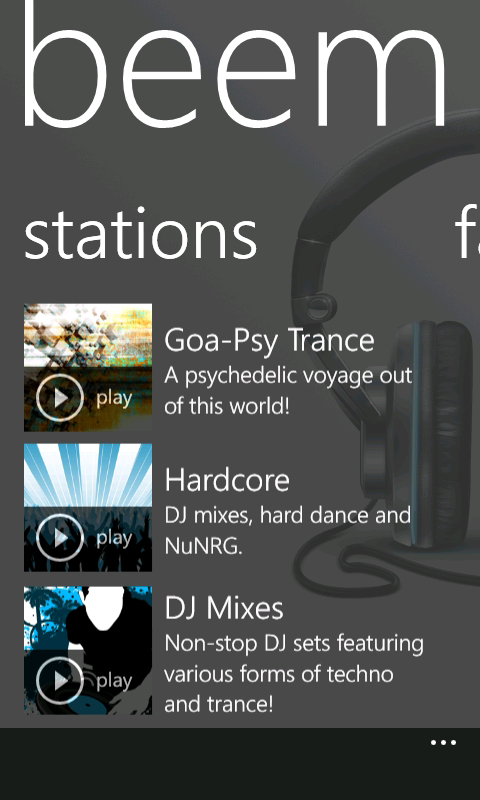 beem
stations
fa
Goa-Psy Trance
A psychedelic voyage out
of this world!
play
Hardcore
DJ mixes, hard dance and
NuNRG.
play
DJ Mixes
Non-stop DJ sets featuring
various forms of techno
and trance!
play